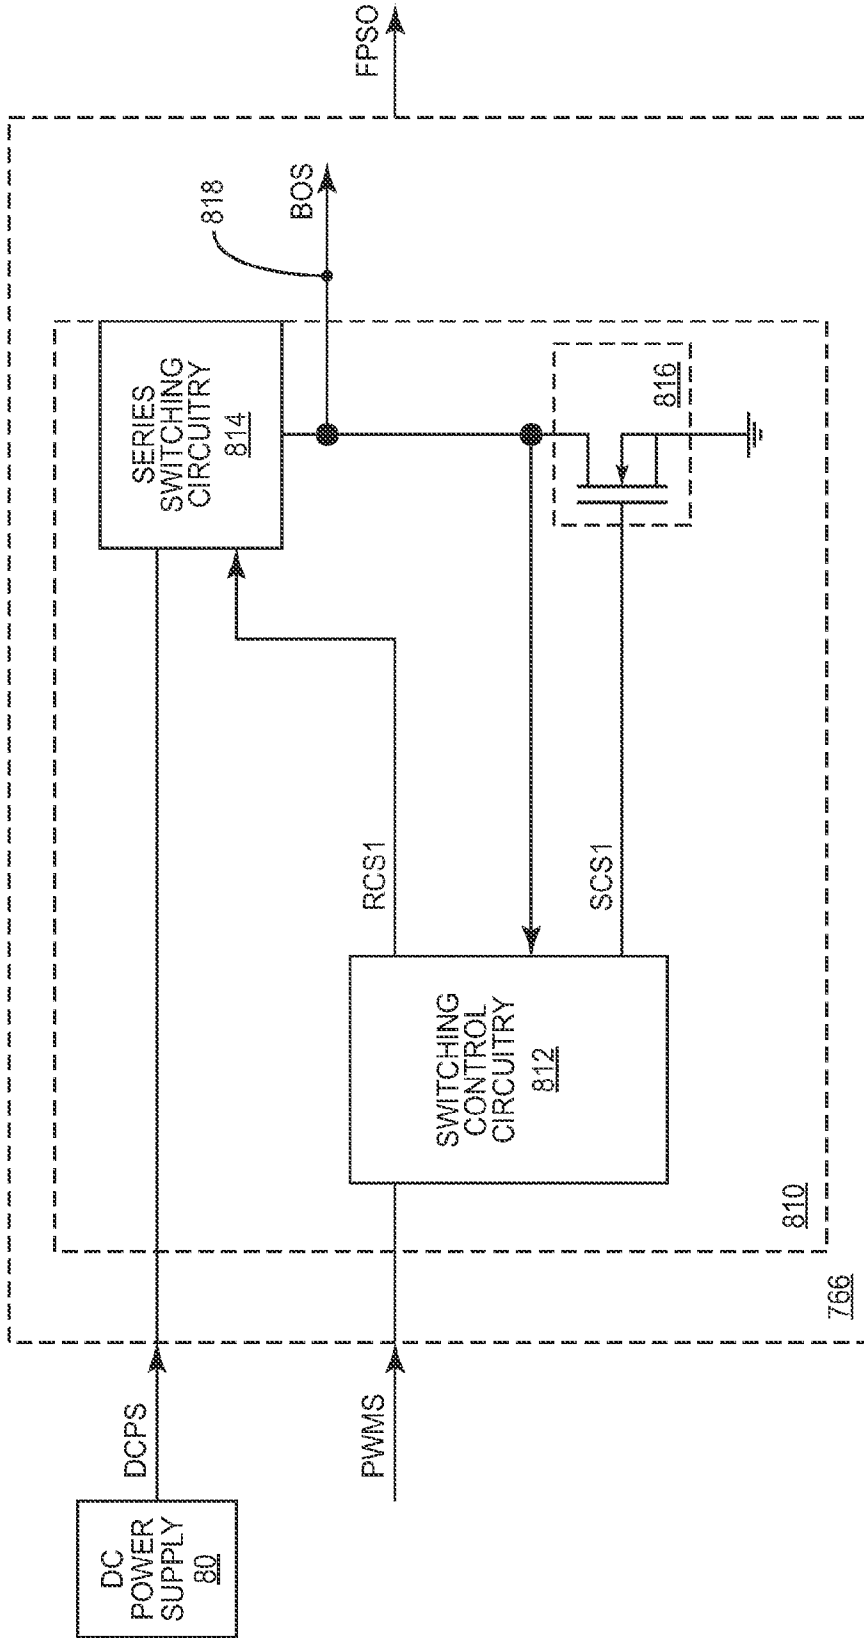 DC
POWER
SUPPLY
80
DCPS
PWMS
766
810
SWITCHING
CONTROL
CIRCUITRY
812
RCS1
SCS1
SERIES
SWITCHING
CIRCUITRY
814
816
818
BOS
FPSO